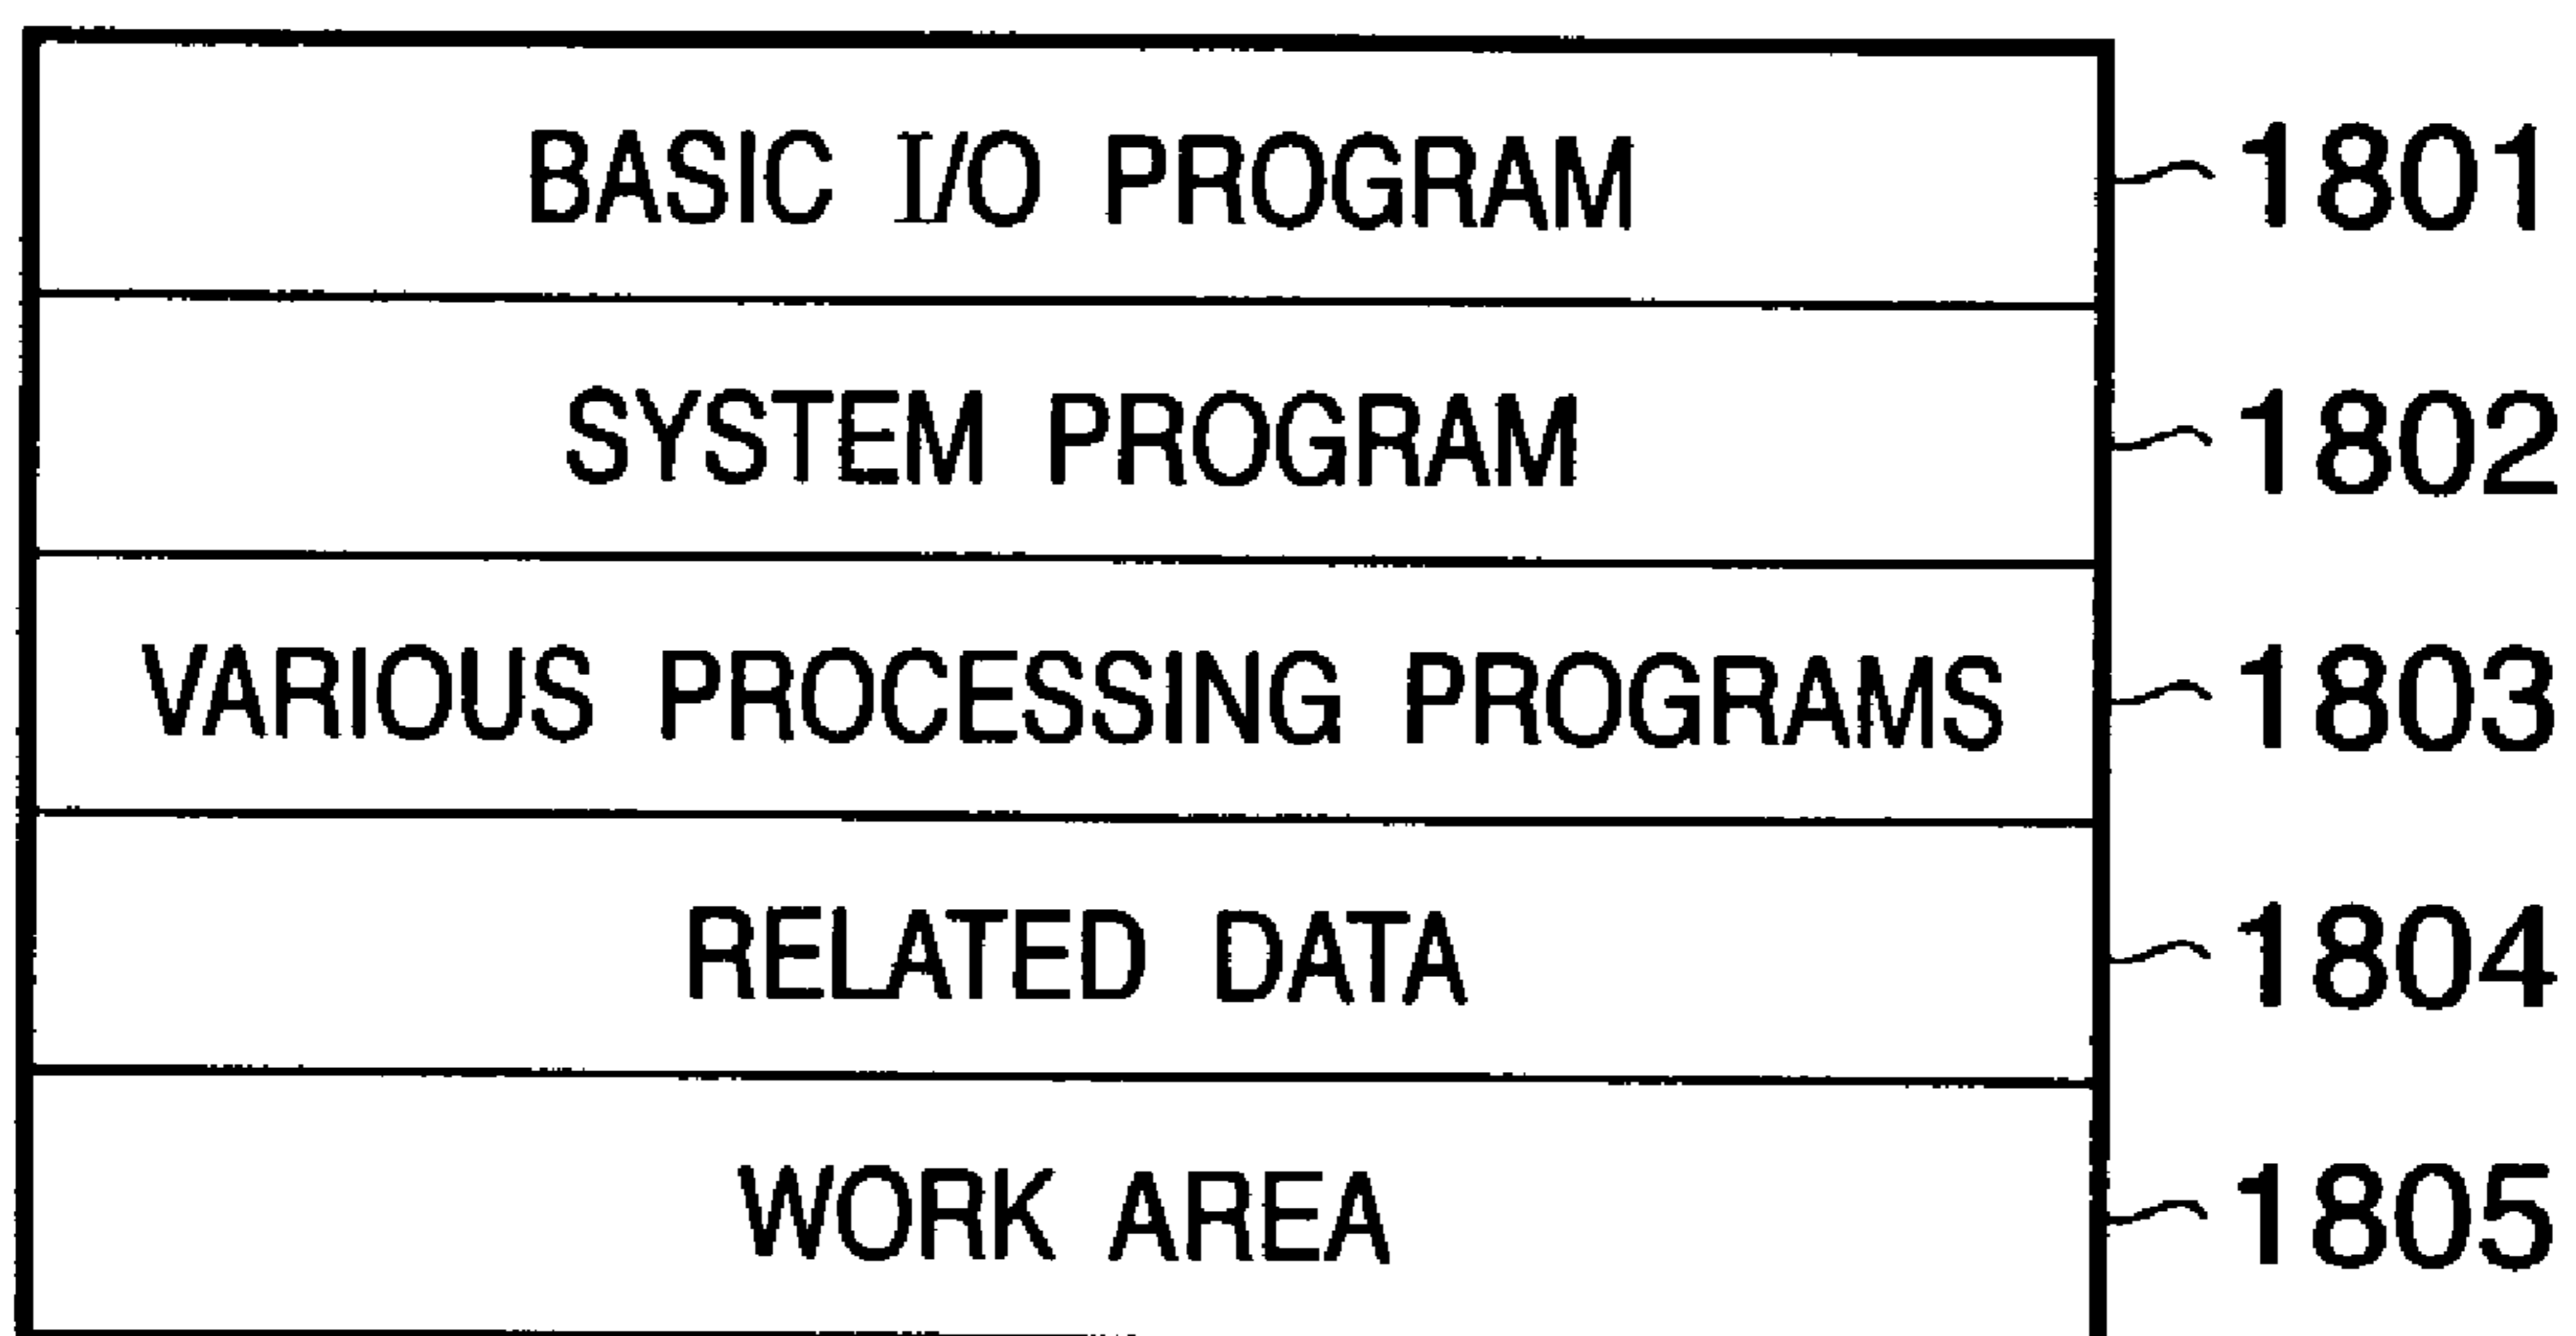 BASIC I/O PROGRAM 1801
SYSTEM PROGRAM 1802
VARIOUS PROCESSING PROGRAMS 1803
RELATED DATA 1804
WORK AREA 1805